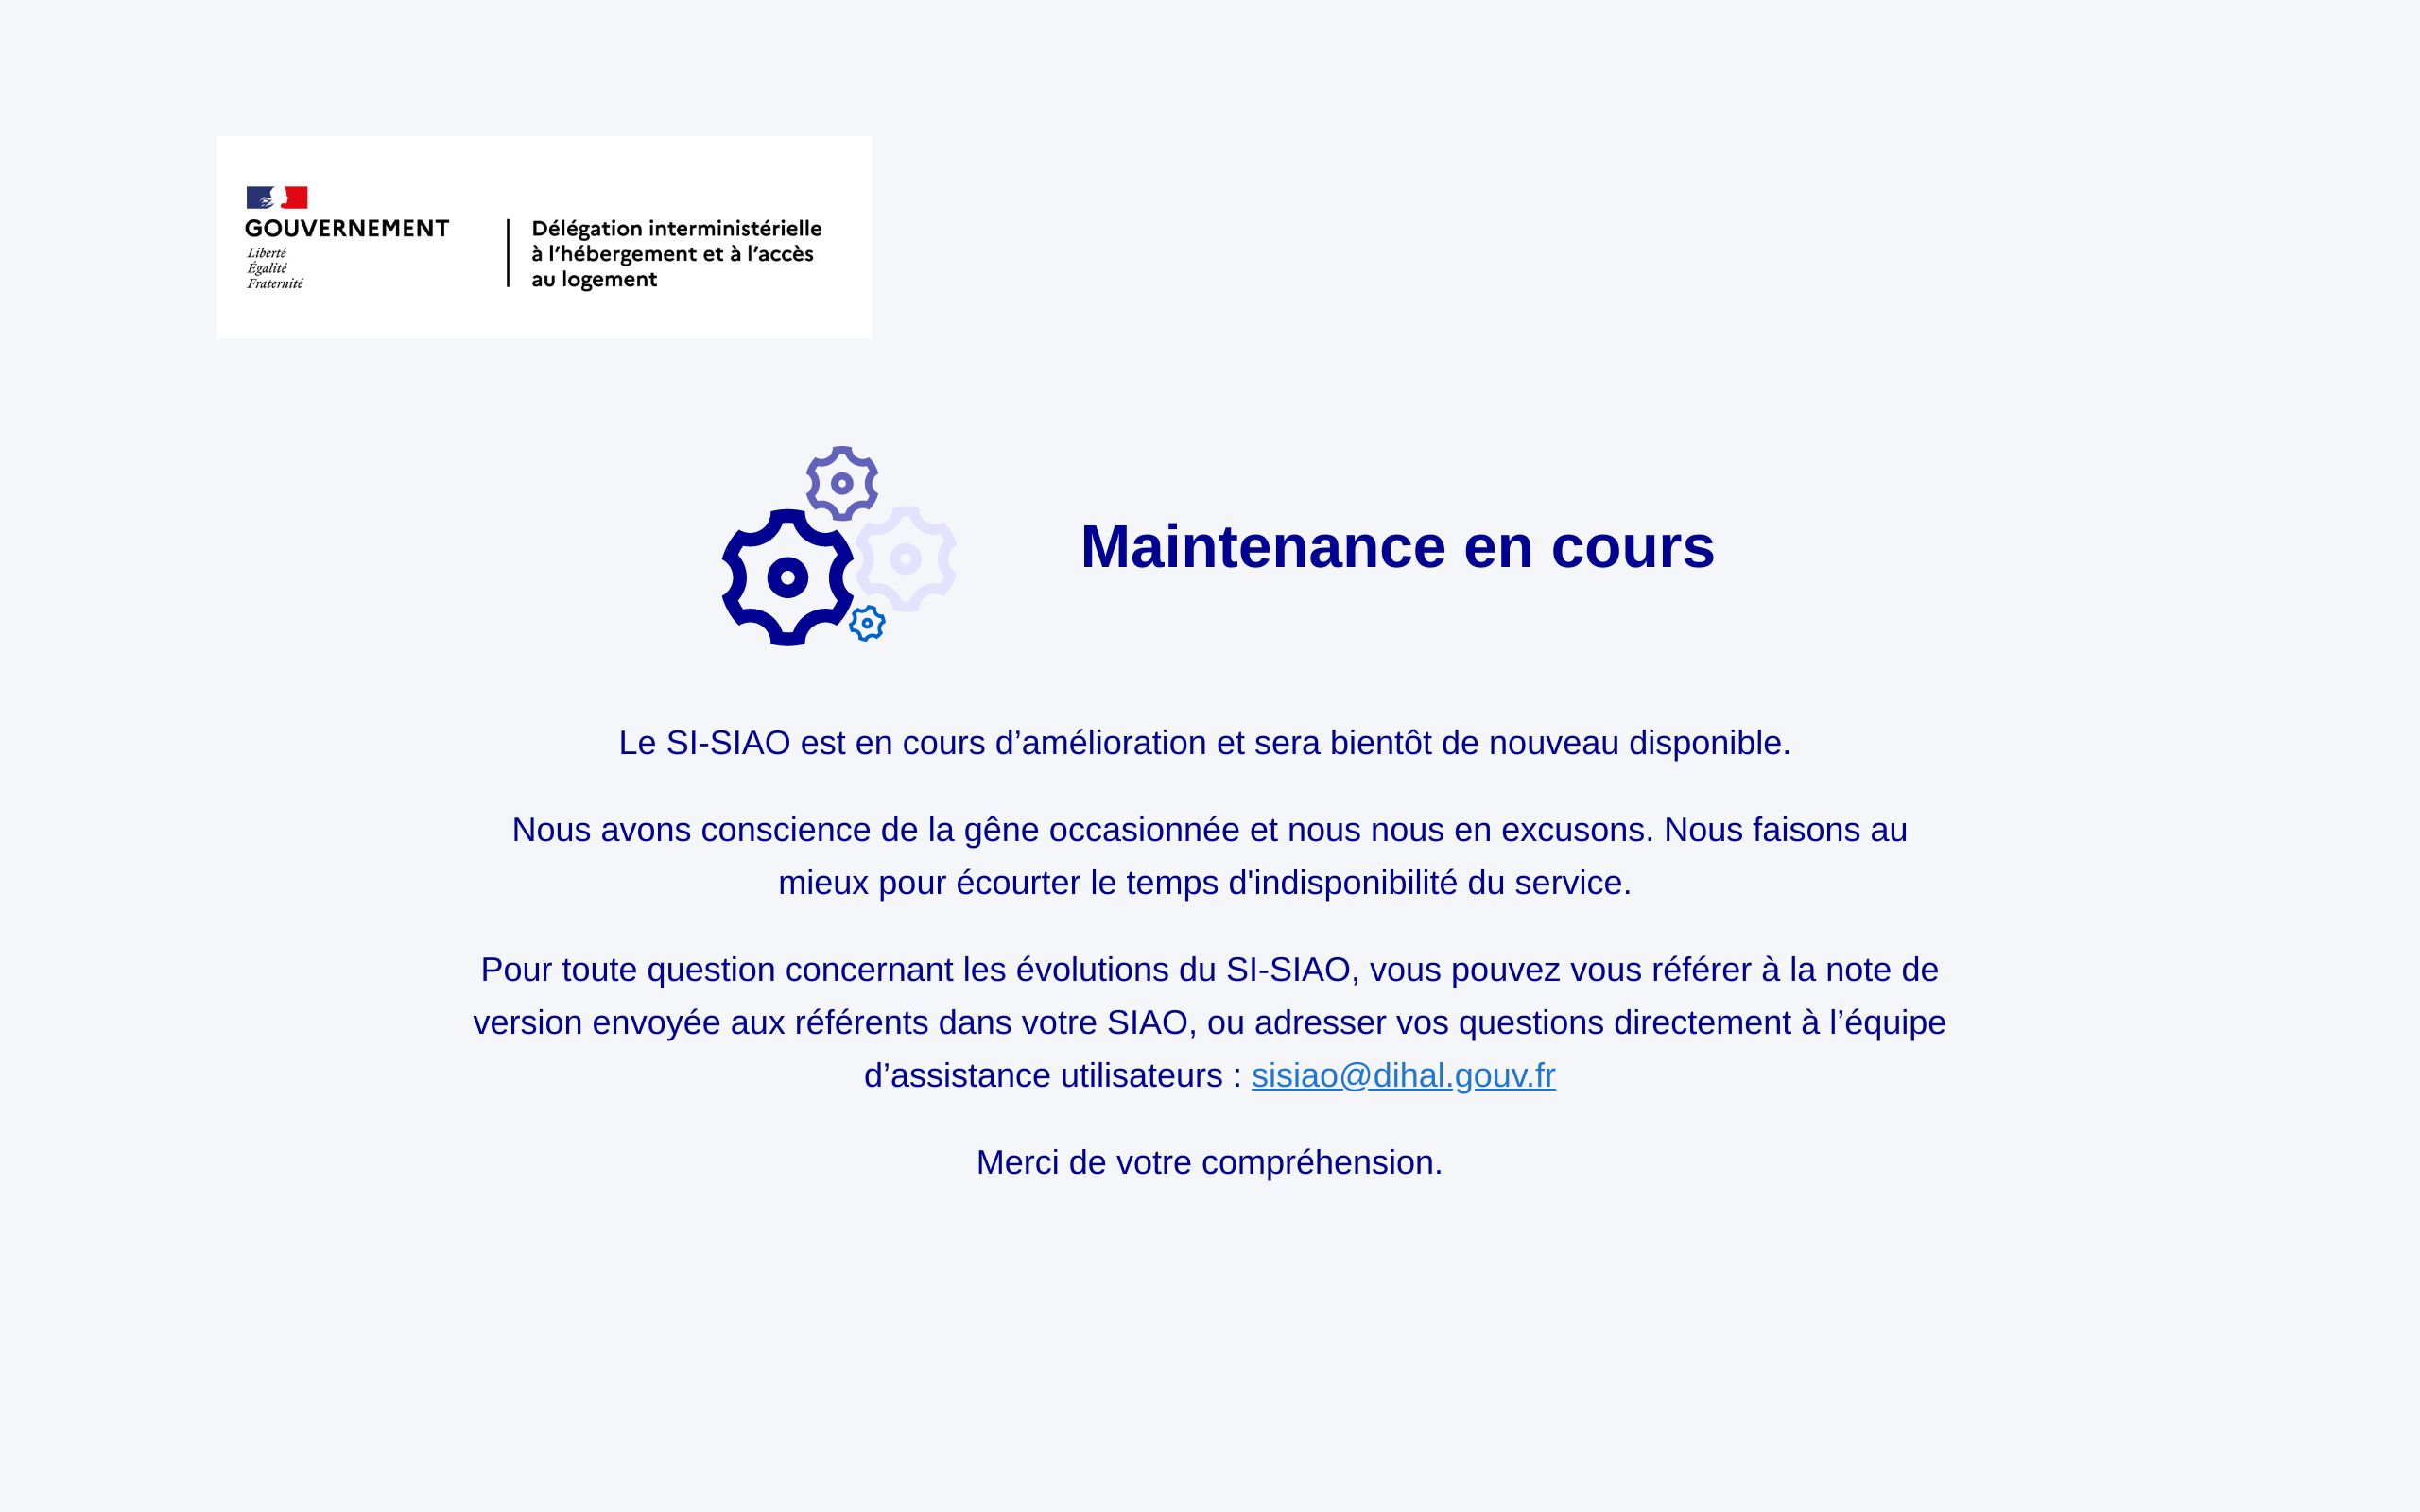 GOUVERNEMENT
Liberté
Égalité
Fraternité
Délégation interministérielle
à l’hébergement et à l’accès
au logement
Maintenance en cours
Le SI-SIAO est en cours d’amélioration et sera bientôt de nouveau disponible.
Nous avons conscience de la gêne occasionnée et nous nous en excusons. Nous faisons au
mieux pour écourter le temps d'indisponibilité du service.
Pour toute question concernant les évolutions du SI-SIAO, vous pouvez vous référer à la note de
version envoyée aux référents dans votre SIAO, ou adresser vos questions directement à l’équipe
d’assistance utilisateurs : sisiao@dihal.gouv.fr
Merci de votre compréhension.